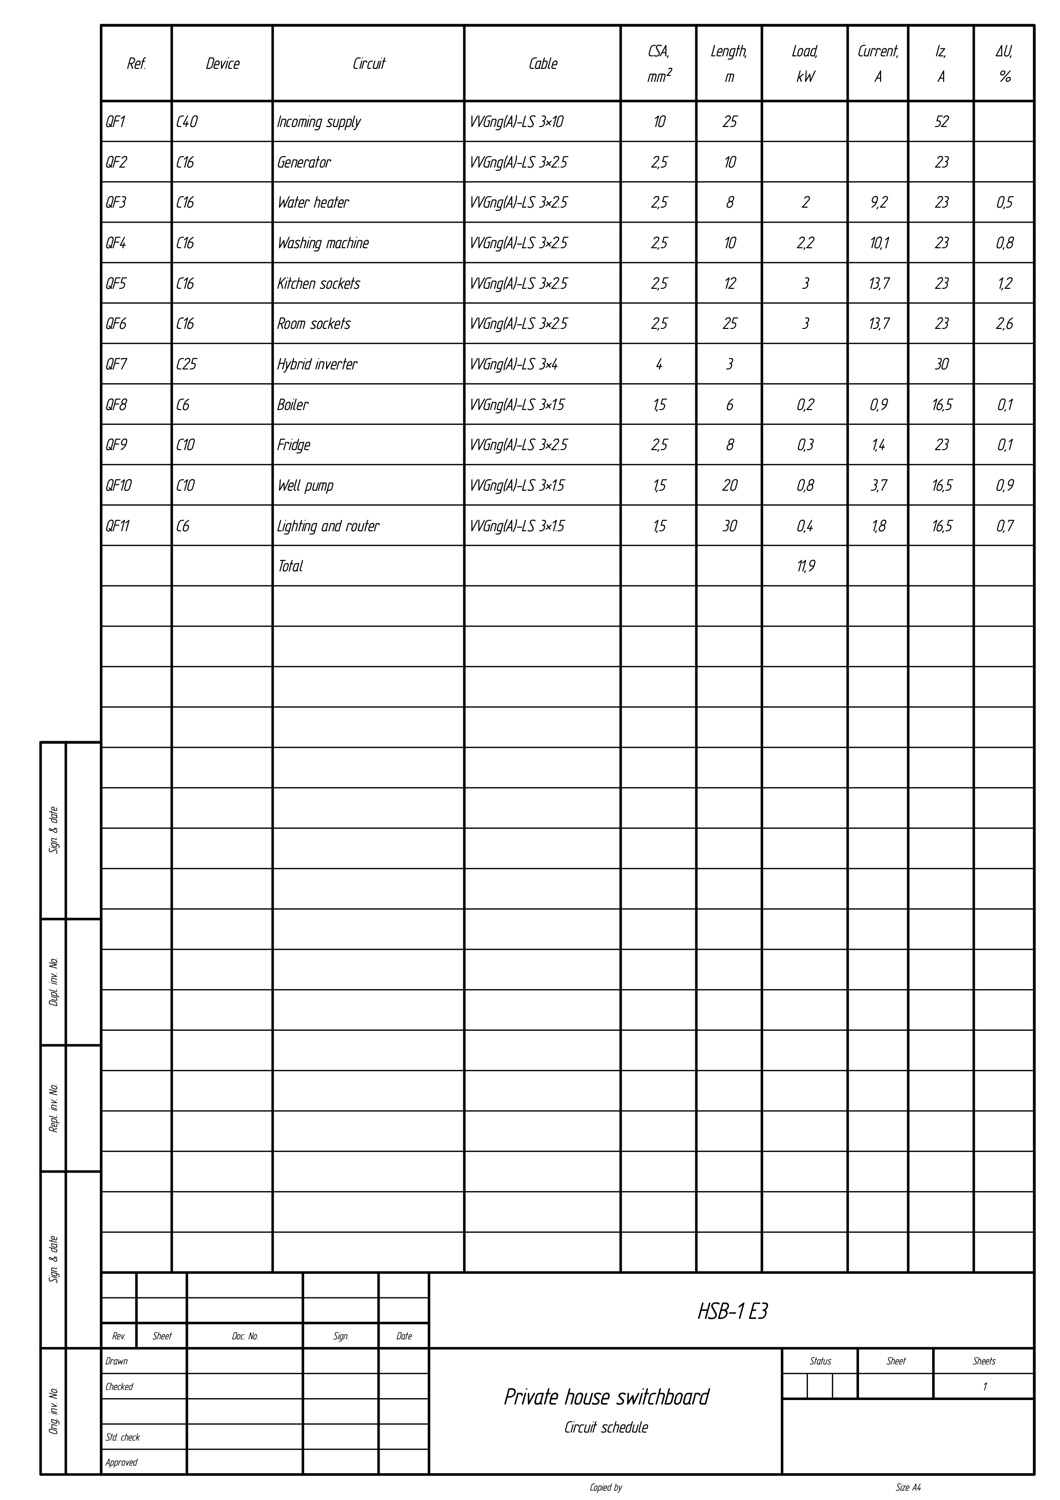 Ref. Device Circuit Cable CSA, mm² Length, m Load, kW Current, A Iz, A ΔU, %
QF1 C40 Incoming supply VVGng(A)-LS 3×10 10 25 52
QF2 C16 Generator VVGng(A)-LS 3×2.5 2,5 10 23
QF3 C16 Water heater VVGng(A)-LS 3×2.5 2,5 8 2 9,2 23 0,5
QF4 C16 Washing machine VVGng(A)-LS 3×2.5 2,5 10 2,2 10,1 23 0,8
QF5 C16 Kitchen sockets VVGng(A)-LS 3×2.5 2,5 12 3 13,7 23 1,2
QF6 C16 Room sockets VVGng(A)-LS 3×2.5 2,5 25 3 13,7 23 2,6
QF7 C25 Hybrid inverter VVGng(A)-LS 3×4 4 3 30
QF8 C6 Boiler VVGng(A)-LS 3×1.5 1,5 6 0,2 0,9 16,5 0,1
QF9 C10 Fridge VVGng(A)-LS 3×2.5 2,5 8 0,3 1,4 23 0,1
QF10 C10 Well pump VVGng(A)-LS 3×1.5 1,5 20 0,8 3,7 16,5 0,9
QF11 C6 Lighting and router VVGng(A)-LS 3×1.5 1,5 30 0,4 1,8 16,5 0,7
Total 11,9
Sign. & date
Dupl. inv. No.
Repl. inv. No.
Sign. & date
Orig. inv. No.
HSB-1 E3
Rev. Sheet Doc. No. Sign. Date
Drawn
Checked
Std. check
Approved
Private house switchboard
Circuit schedule
Status Sheet Sheets
1
Copied by Size A4